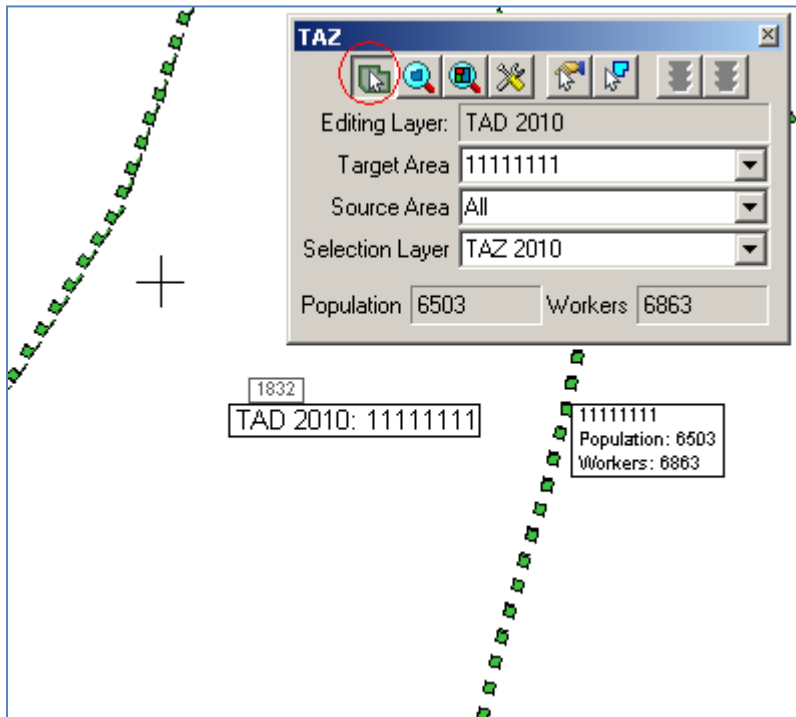 TAZ
Editing Layer: TAD 2010
Target Area 11111111
Source Area All
Selection Layer TAZ 2010
Population 6503 Workers 6863
1832
TAD 2010: 11111111
11111111
Population: 6503
Workers: 6863